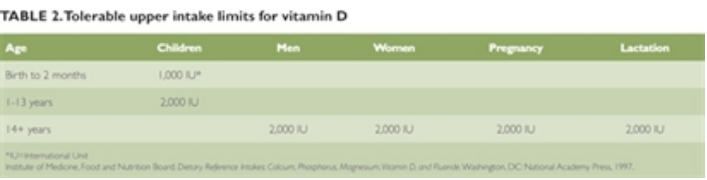 TABLE 2. Tolerable upper intake limits for vitamin D
Age Children Men Women Pregnancy Lactation
Birth to 2 months 1,000 IU*
1-13 years 2,000 IU
14+ years 2,000 IU 2,000 IU 2,000 IU 2,000 IU
*IU=International Unit
Institute of Medicine, Food and Nutrition Board. Dietary Reference Intakes: Calcium, Phosphorus, Magnesium, Vitamin D, and Fluoride. Washington, DC: National Academy Press, 1997.